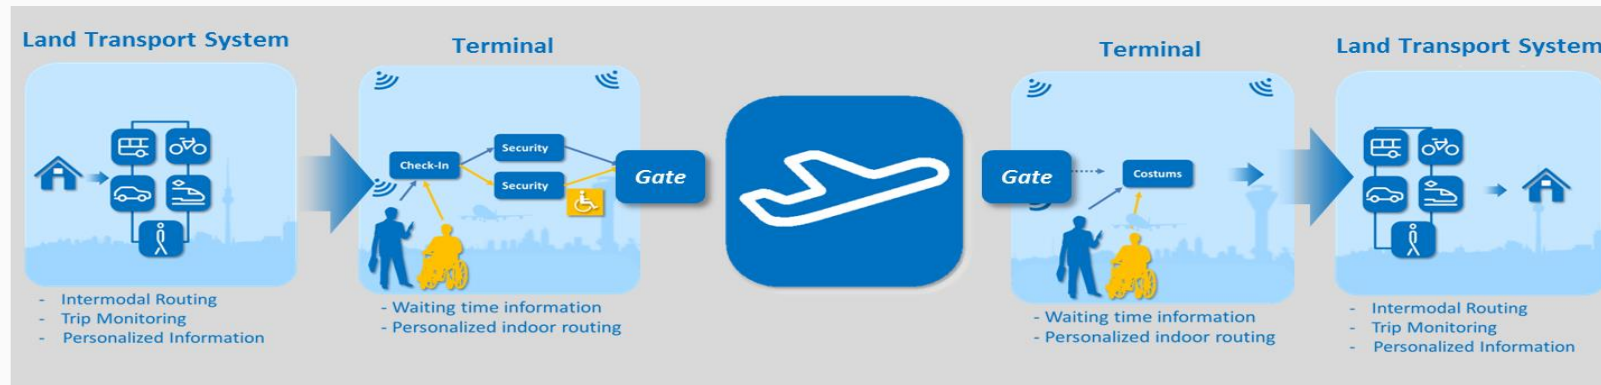 Land Transport System
- Intermodal Routing
- Trip Monitoring
- Personalized Information
Terminal
Check-In
Security
Security
Gate
- Waiting time information
- Personalized indoor routing
Terminal
Gate
Costums
- Waiting time information
- Personalized indoor routing
Land Transport System
- Intermodal Routing
- Trip Monitoring
- Personalized Information